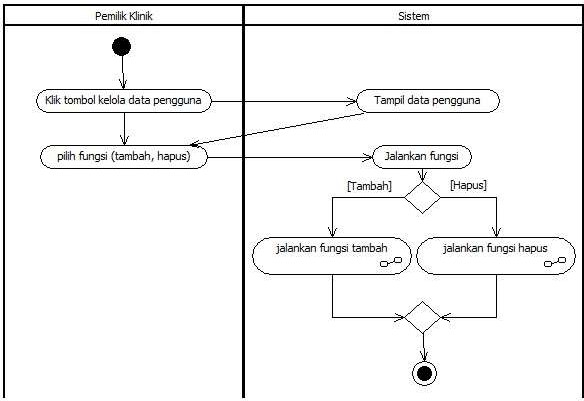 Pemilik Klinik
Sistem
Klik tombol kelola data pengguna
Tampil data pengguna
pilih fungsi (tambah, hapus)
Jalankan fungsi
[Tambah]
[Hapus]
jalankan fungsi tambah
jalankan fungsi hapus